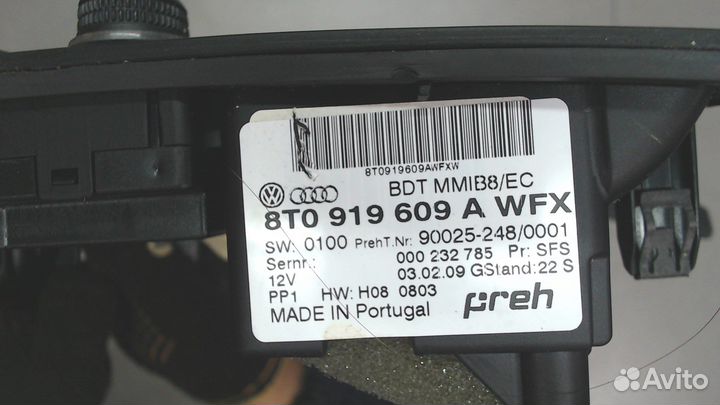 8T0919609AWFXW
BDT MMIB8/EC
8T0 919 609 A WFX
SW: 0100 PrehT.Nr: 90025-248/0001
Sernr.: 000 232 785 Pr: SFS
12V 03.02.09 GStand: 22 S
PP1 HW: H08 0803
MADE IN Portugal preh
Avito